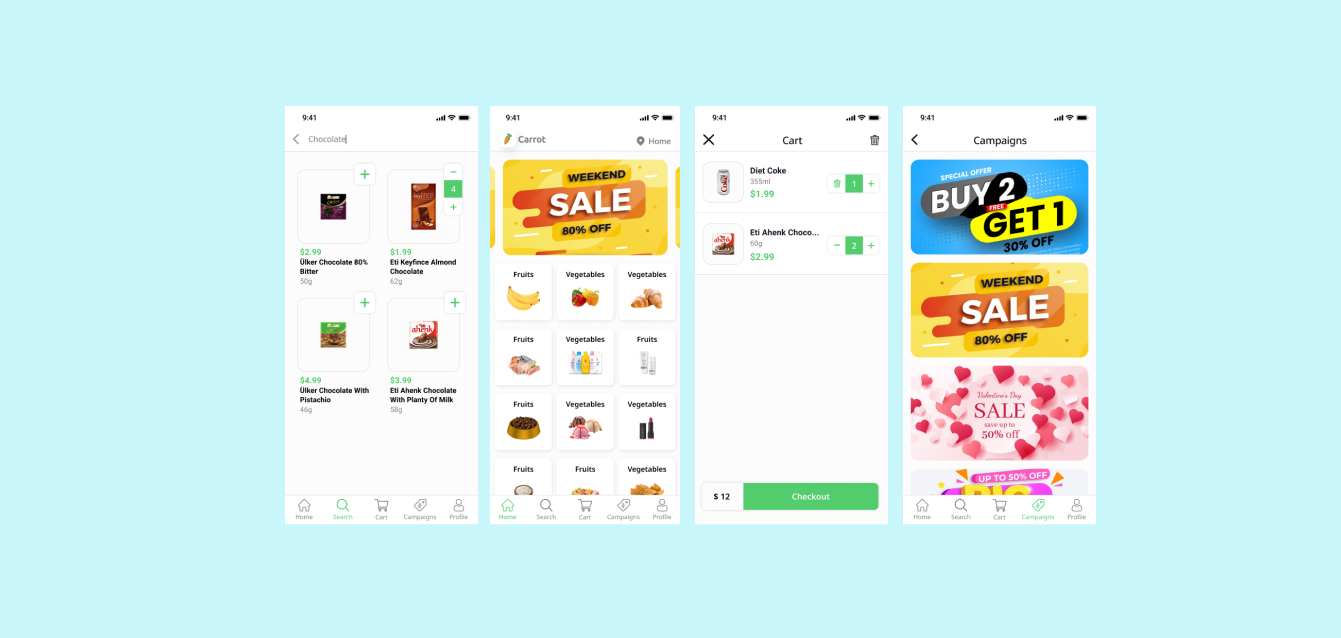 9:41
Chocolate
$2.99
Ülker Chocolate 80%
Bitter
50g
4
$1.99
Eti Keyfince Almond
Chocolate
62g
$4.99
Ülker Chocolate With
Pistachio
46g
ahenk
$3.99
Eti Ahenk Chocolate
With Planty Of Milk
58g
Home
Search
Cart
Campaigns
Profile
9:41
Carrot
Home
WEEKEND
SALE
80% OFF
Fruits
Vegetables
Vegetables
Fruits
Vegetables
Fruits
Fruits
Vegetables
Vegetables
Fruits
Fruits
Vegetables
Home
Search
Cart
Campaigns
Profile
9:41
Cart
Diet Coke
355ml
$1.99
1
ahenk
Eti Ahenk Choco...
60g
$2.99
2
$ 12
Checkout
9:41
Campaigns
SPECIAL OFFER
BUY 2
FREE
GET 1
30% OFF
WEEKEND
SALE
80% OFF
Valentine's Day
SALE
save up to
50% off
UP TO 50% OFF
BIG
Home
Search
Cart
Campaigns
Profile